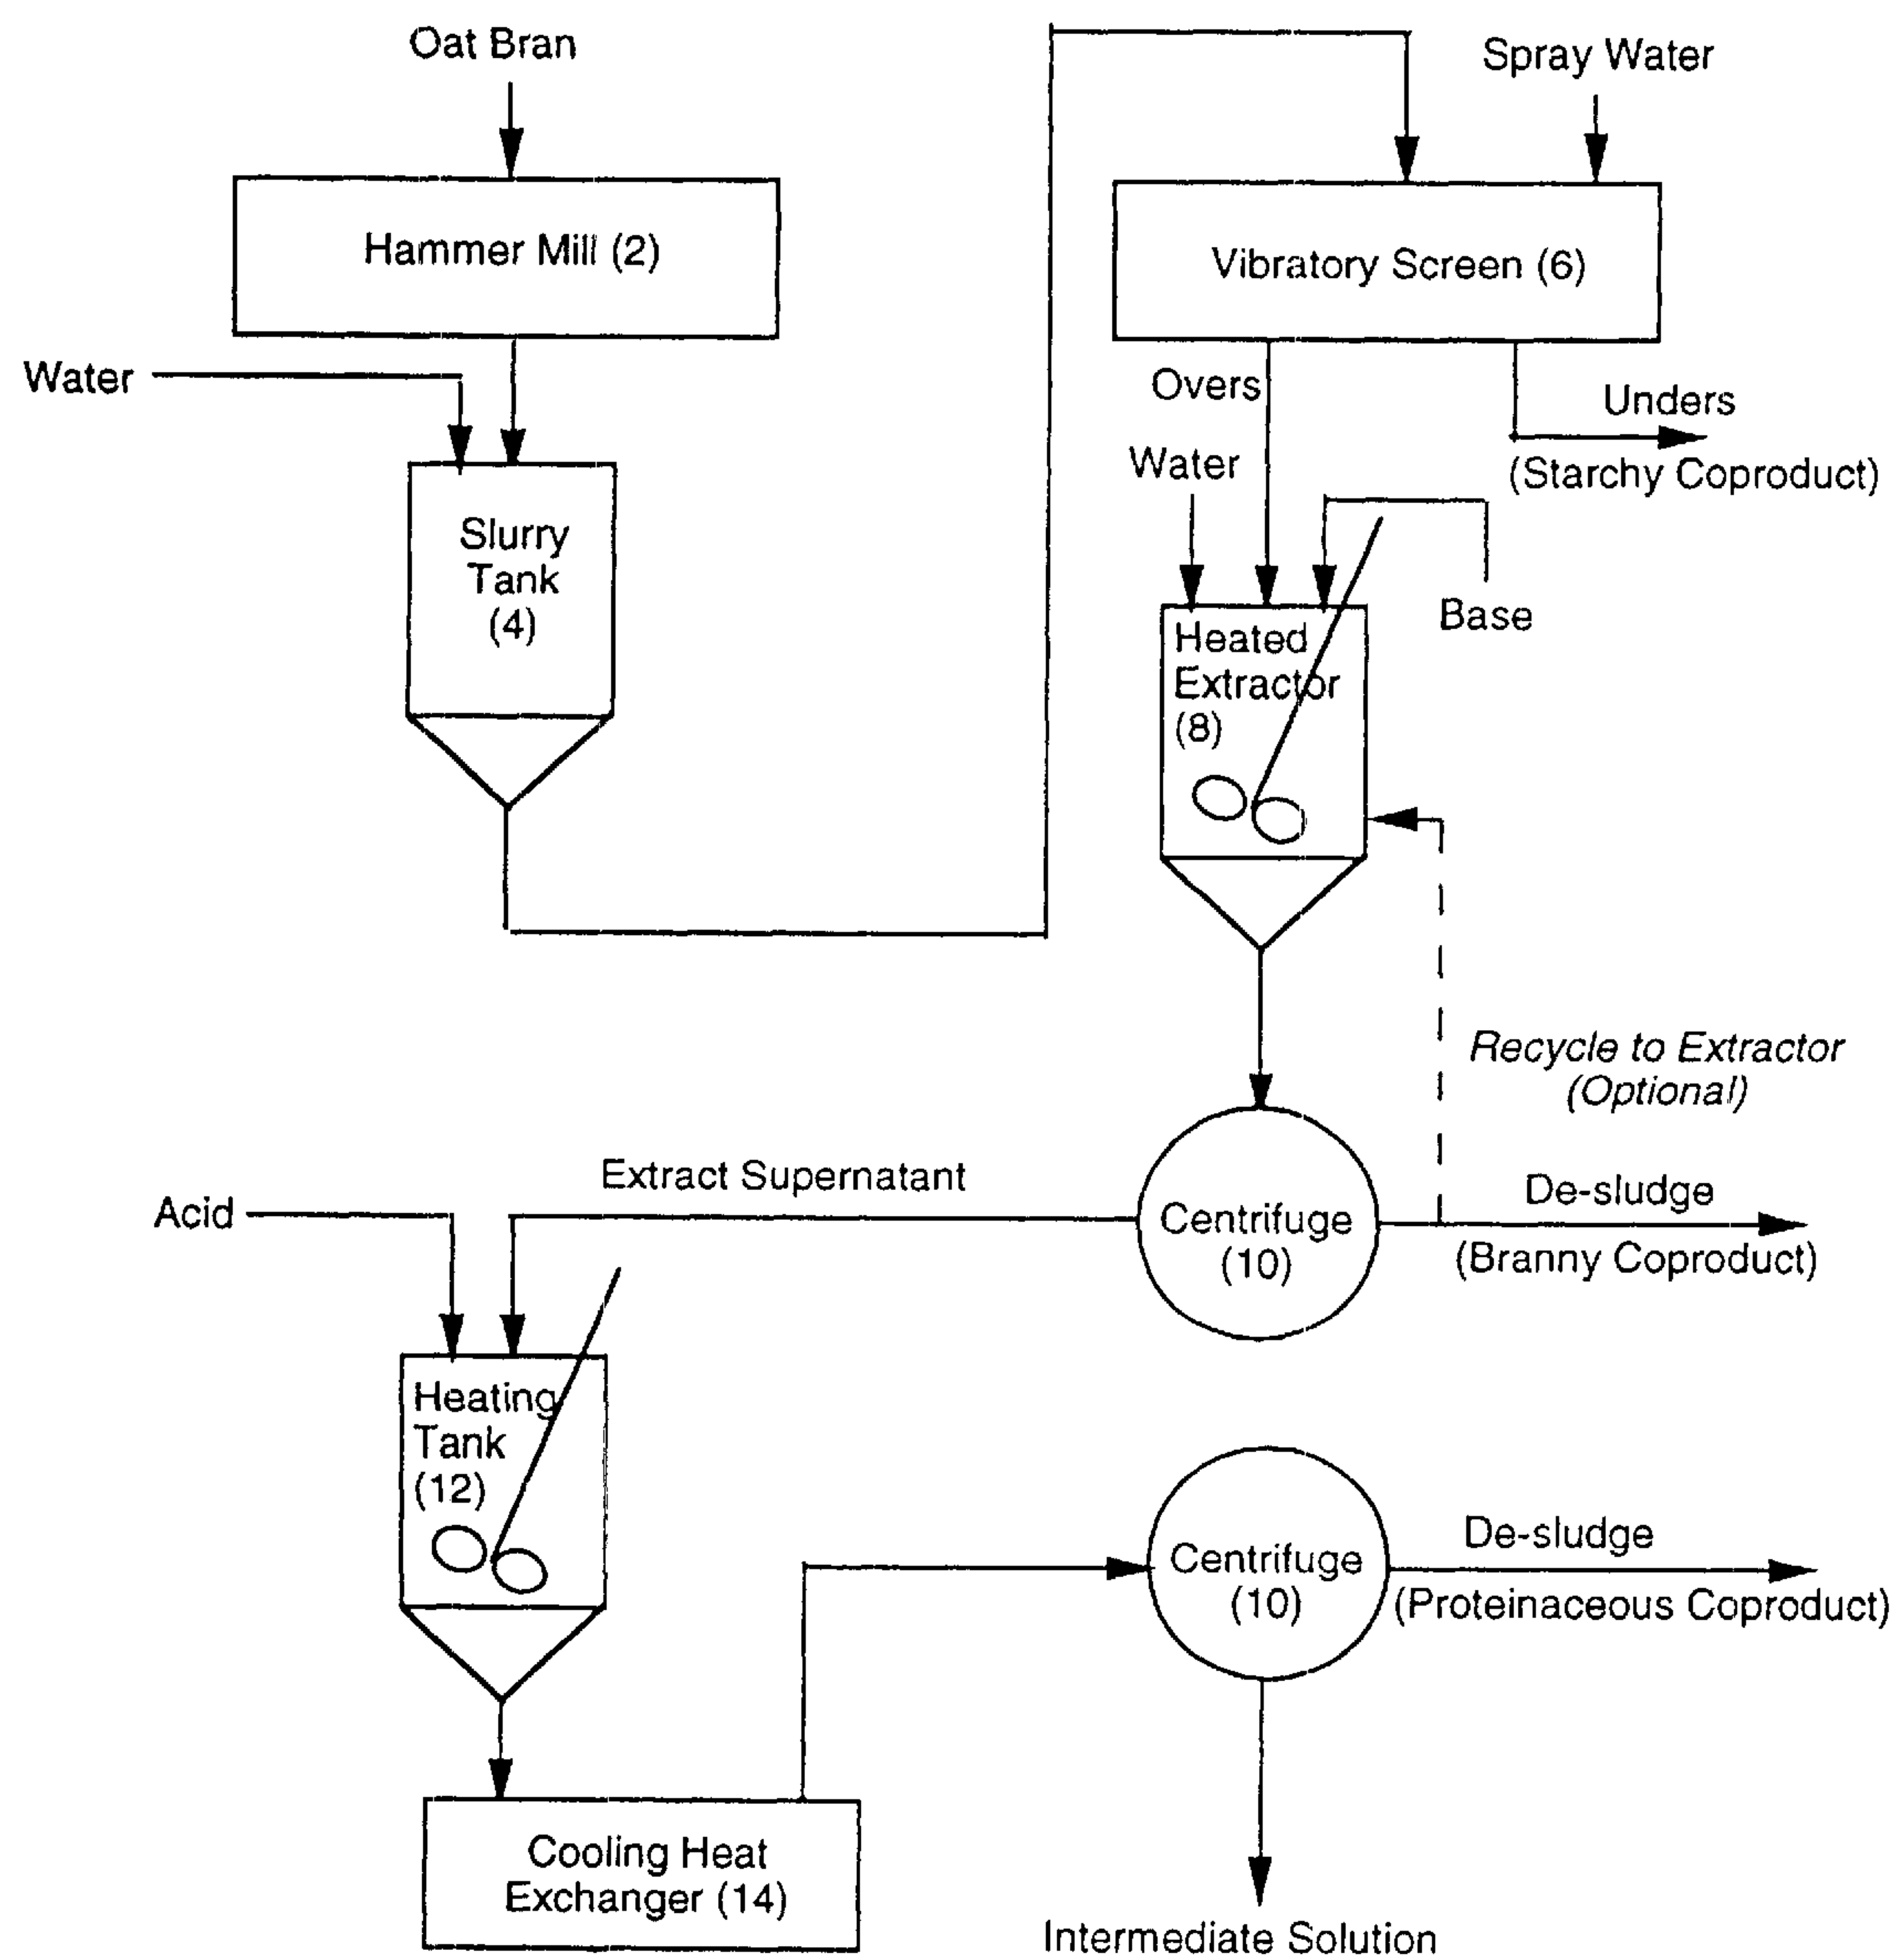 Oat Bran
Hammer Mill (2)
Water
Slurry
Tank
(4)
Spray Water
Vibratory Screen (6)
Overs
Unders
(Starchy Coproduct)
Water
Base
Heated
Extractor
(8)
Recycle to Extractor
(Optional)
Centrifuge
(10)
De-sludge
(Branny Coproduct)
Extract Supernatant
Acid
Heating
Tank
(12)
Cooling Heat
Exchanger (14)
Centrifuge
(10)
De-sludge
(Proteinaceous Coproduct)
Intermediate Solution